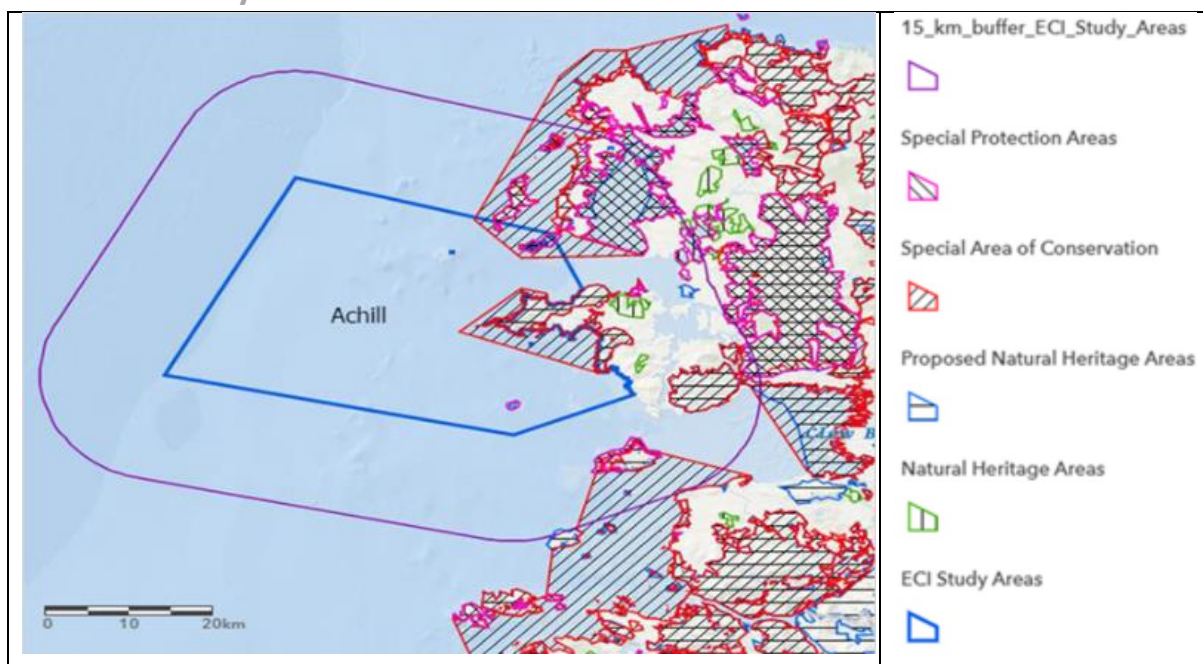 15_km_buffer_ECI_Study_Areas
Special Protection Areas
Special Area of Conservation
Proposed Natural Heritage Areas
Natural Heritage Areas
ECI Study Areas
Achill
0 10 20km